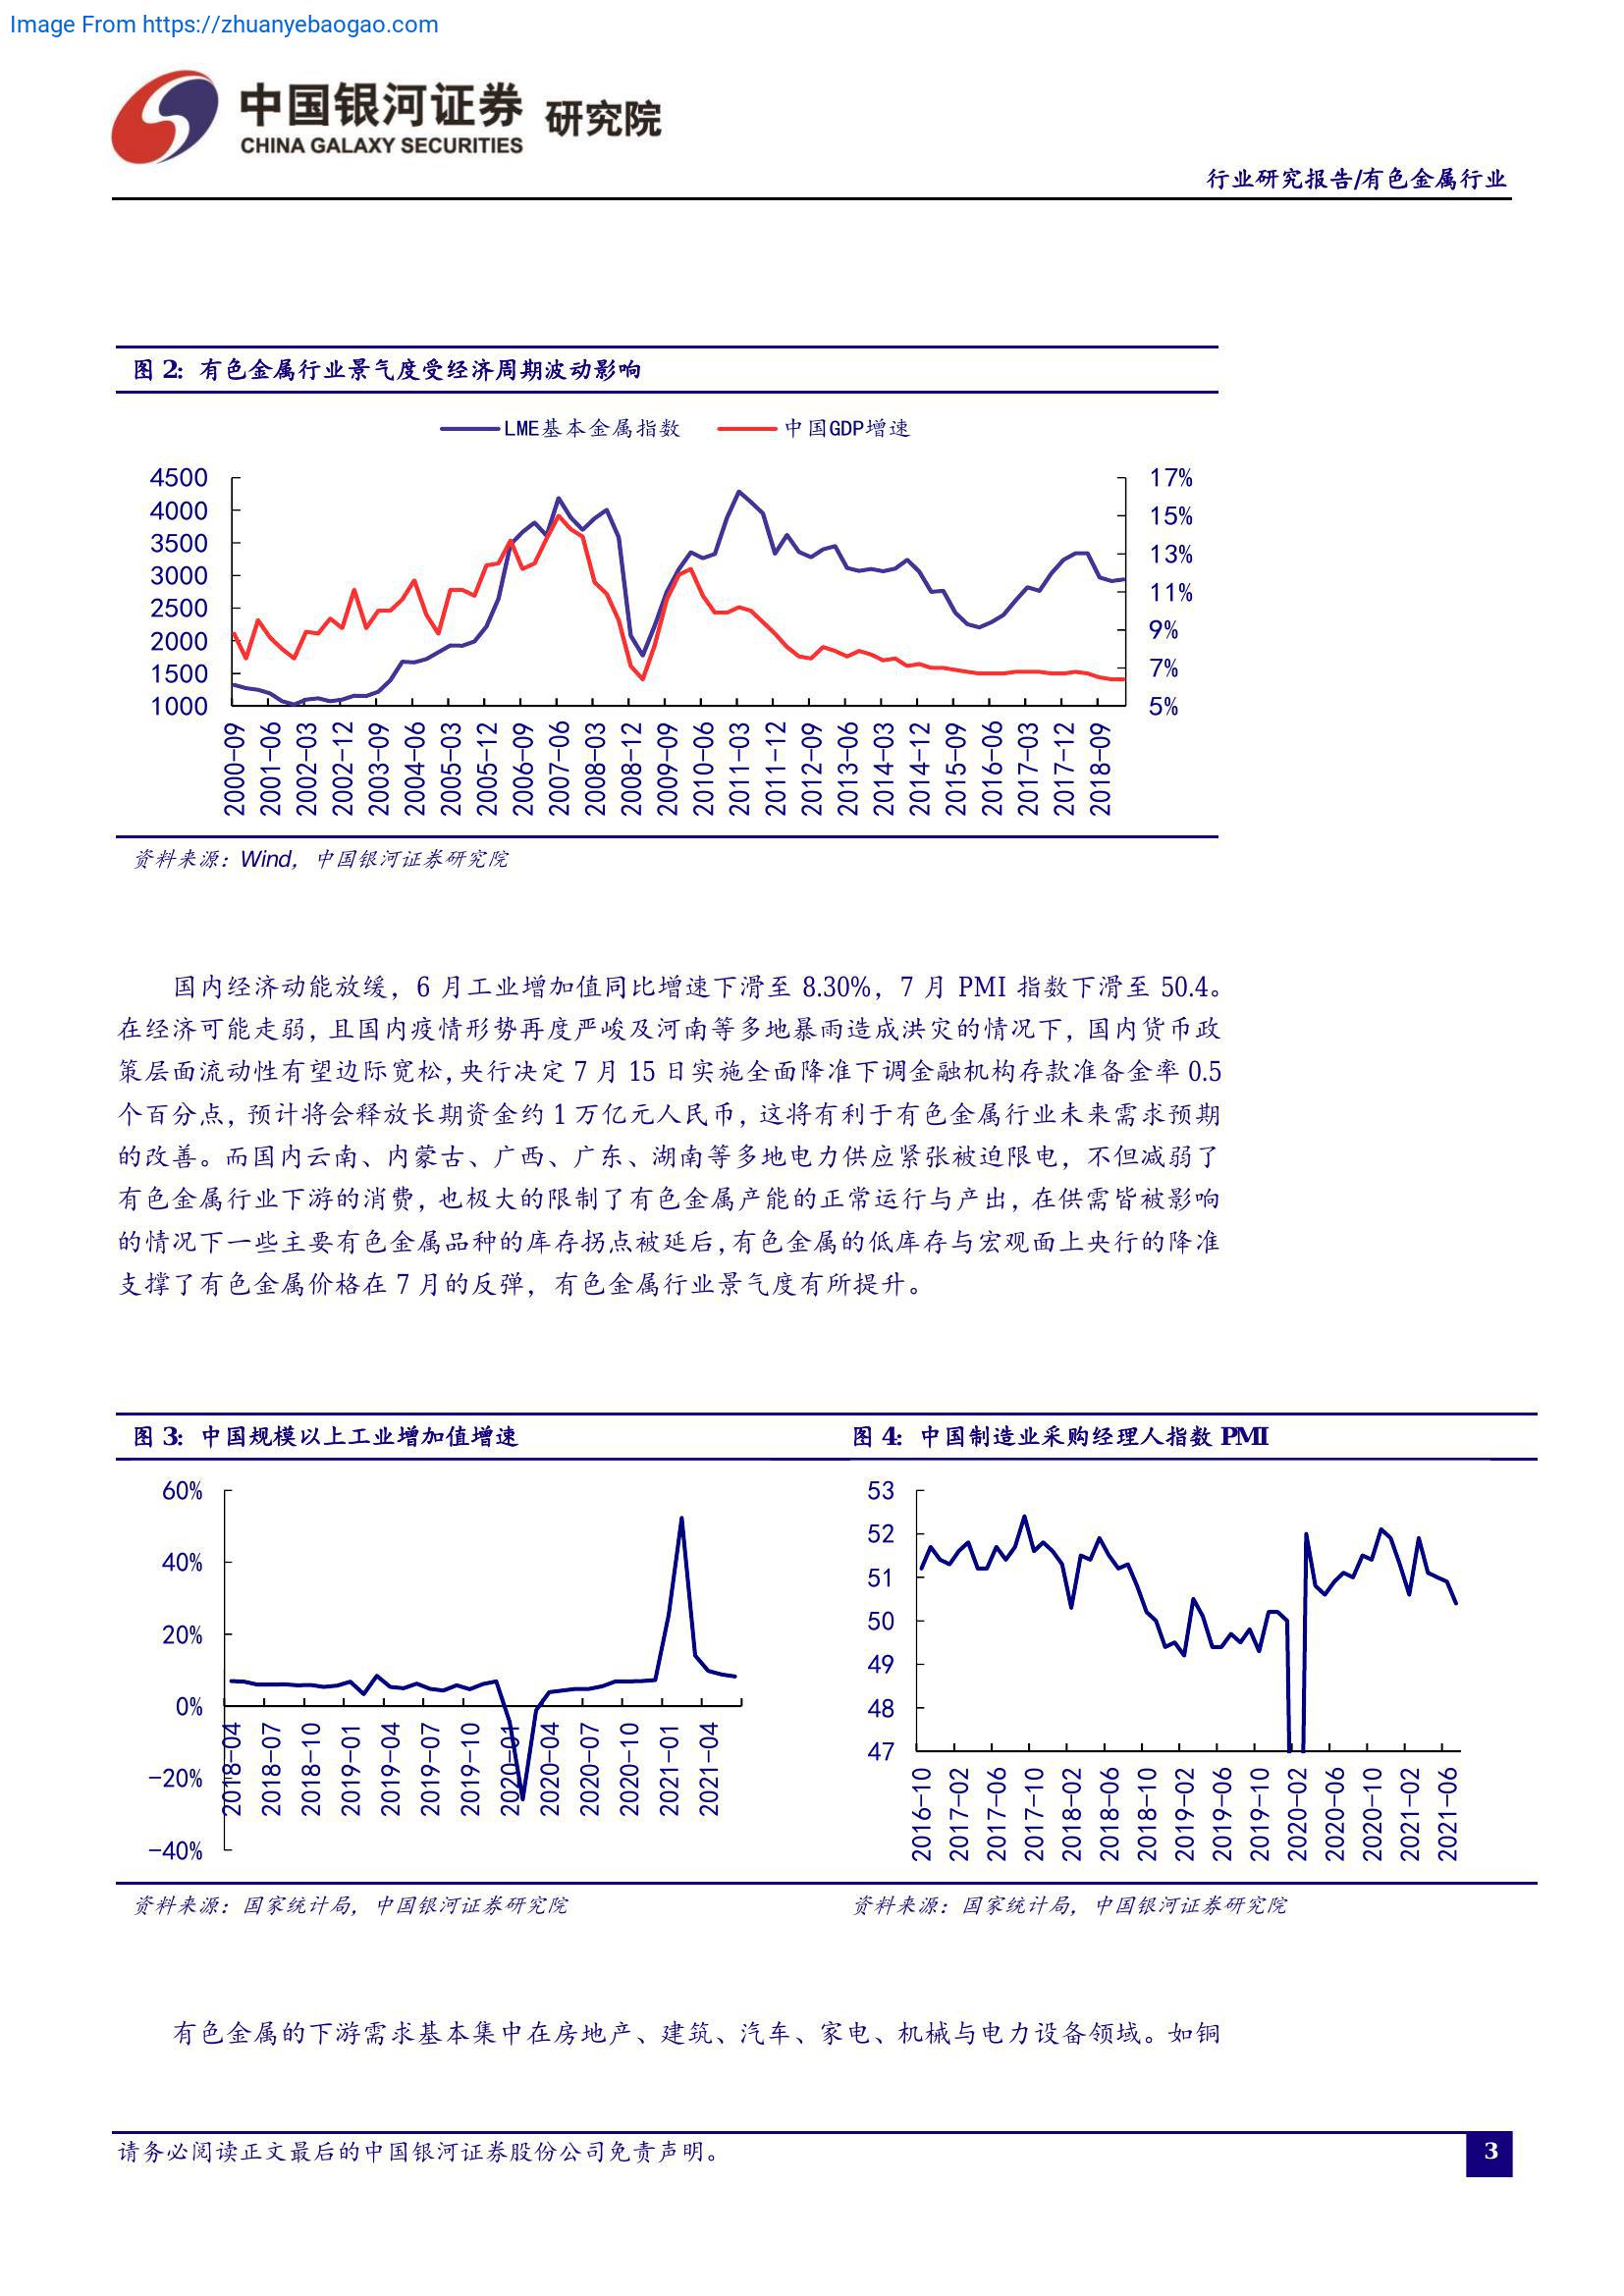 Image From https://zhuanyebaogao.com
中国银河证券 研究院
CHINA GALAXY SECURITIES
行业研究报告/有色金属行业
图 2: 有色金属行业景气度受经济周期波动影响
LME基本金属指数 中国GDP增速
4500 17%
4000 15%
3500 13%
3000 11%
2500 9%
2000 7%
1500 5%
1000
2000-09 2001-06 2002-03 2002-12 2003-09 2004-06 2005-03 2005-12 2006-09 2007-06 2008-03 2008-12 2009-09 2010-06 2011-03 2011-12 2012-09 2013-06 2014-03 2014-12 2015-09 2016-06 2017-03 2017-12 2018-09
资料来源: Wind, 中国银河证券研究院
国内经济动能放缓，6 月工业增加值同比增速下滑至 8.30%，7 月 PMI 指数下滑至 50.4。
在经济可能走弱，且国内疫情形势再度严峻及河南等多地暴雨造成洪灾的情况下，国内货币政
策层面流动性有望边际宽松，央行决定 7 月 15 日实施全面降准下调金融机构存款准备金率 0.5
个百分点，预计将会释放长期资金约 1 万亿元人民币，这将有利于有色金属行业未来需求预期
的改善。而国内云南、内蒙古、广西、广东、湖南等多地电力供应紧张被迫限电，不但减弱了
有色金属行业下游的消费，也极大的限制了有色金属产能的正常运行与产出，在供需皆被影响
的情况下一些主要有色金属品种的库存拐点被延后，有色金属的低库存与宏观面上央行的降准
支撑了有色金属价格在 7 月的反弹，有色金属行业景气度有所提升。
图 3: 中国规模以上工业增加值增速
60%
40%
20%
0%
-20%
-40%
2018-04 2018-07 2018-10 2019-01 2019-04 2019-07 2019-10 2020-01 2020-04 2020-07 2020-10 2021-01 2021-04
资料来源: 国家统计局, 中国银河证券研究院
图 4: 中国制造业采购经理人指数 PMI
53
52
51
50
49
48
47
2016-10 2017-02 2017-06 2017-10 2018-02 2018-06 2018-10 2019-02 2019-06 2019-10 2020-02 2020-06 2020-10 2021-02 2021-06
资料来源: 国家统计局, 中国银河证券研究院
有色金属的下游需求基本集中在房地产、建筑、汽车、家电、机械与电力设备领域。如铜
请务必阅读正文最后的中国银河证券股份公司免责声明。
3